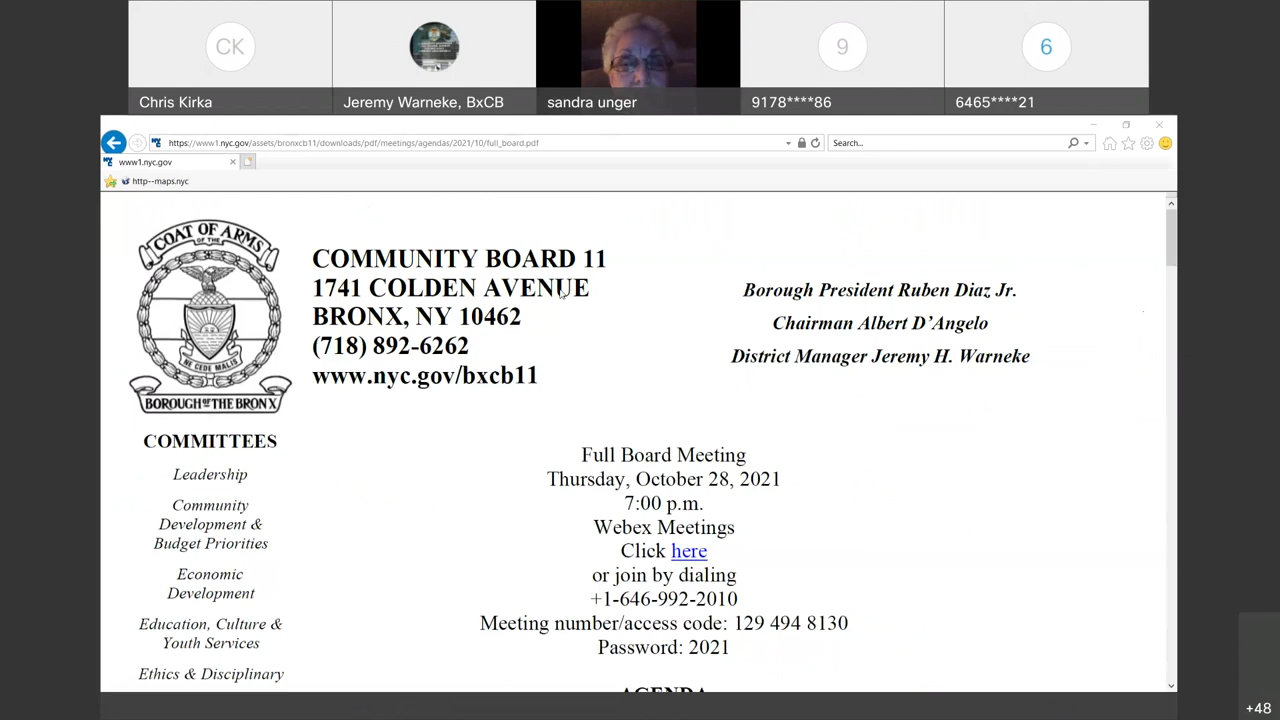 CK
9
6
Chris Kirka
Jeremy Warneke, BxCB
sandra unger
9178****86
6465****21
https://www1.nyc.gov/assets/bronxcb11/downloads/pdf/meetings/agendas/2021/10/full_board.pdf
Search...
www1.nyc.gov
http--maps.nyc
COAT OF ARMS
OF THE
NE CEDE MALIS
BOROUGH OF THE BRONX
COMMUNITY BOARD 11
1741 COLDEN AVENUE
BRONX, NY 10462
(718) 892-6262
www.nyc.gov/bxcb11
Borough President Ruben Diaz Jr.
Chairman Albert D’Angelo
District Manager Jeremy H. Warneke
COMMITTEES
Leadership
Community
Development &
Budget Priorities
Economic
Development
Education, Culture &
Youth Services
Ethics & Disciplinary
Full Board Meeting
Thursday, October 28, 2021
7:00 p.m.
Webex Meetings
Click here
or join by dialing
+1-646-992-2010
Meeting number/access code: 129 494 8130
Password: 2021
AGENDA
+48